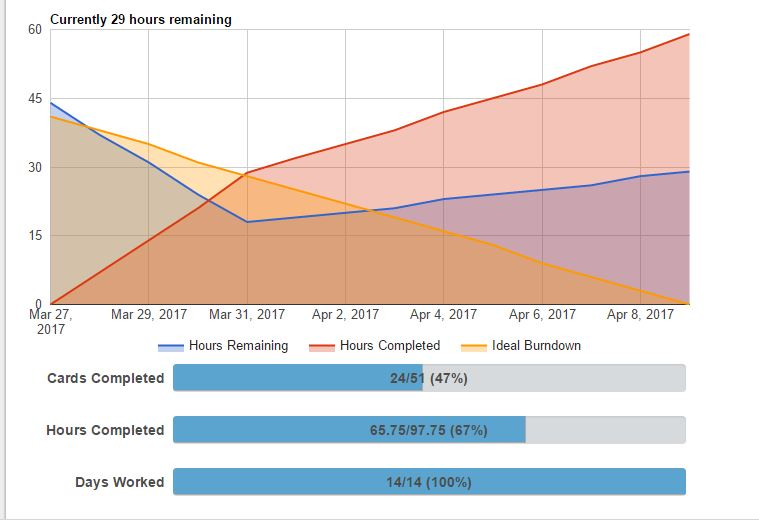 Currently 29 hours remaining
60
45
30
15
0
Mar 27, 2017 Mar 29, 2017 Mar 31, 2017 Apr 2, 2017 Apr 4, 2017 Apr 6, 2017 Apr 8, 2017
Hours Remaining Hours Completed Ideal Burndown
Cards Completed 24/51 (47%)
Hours Completed 65.75/97.75 (67%)
Days Worked 14/14 (100%)